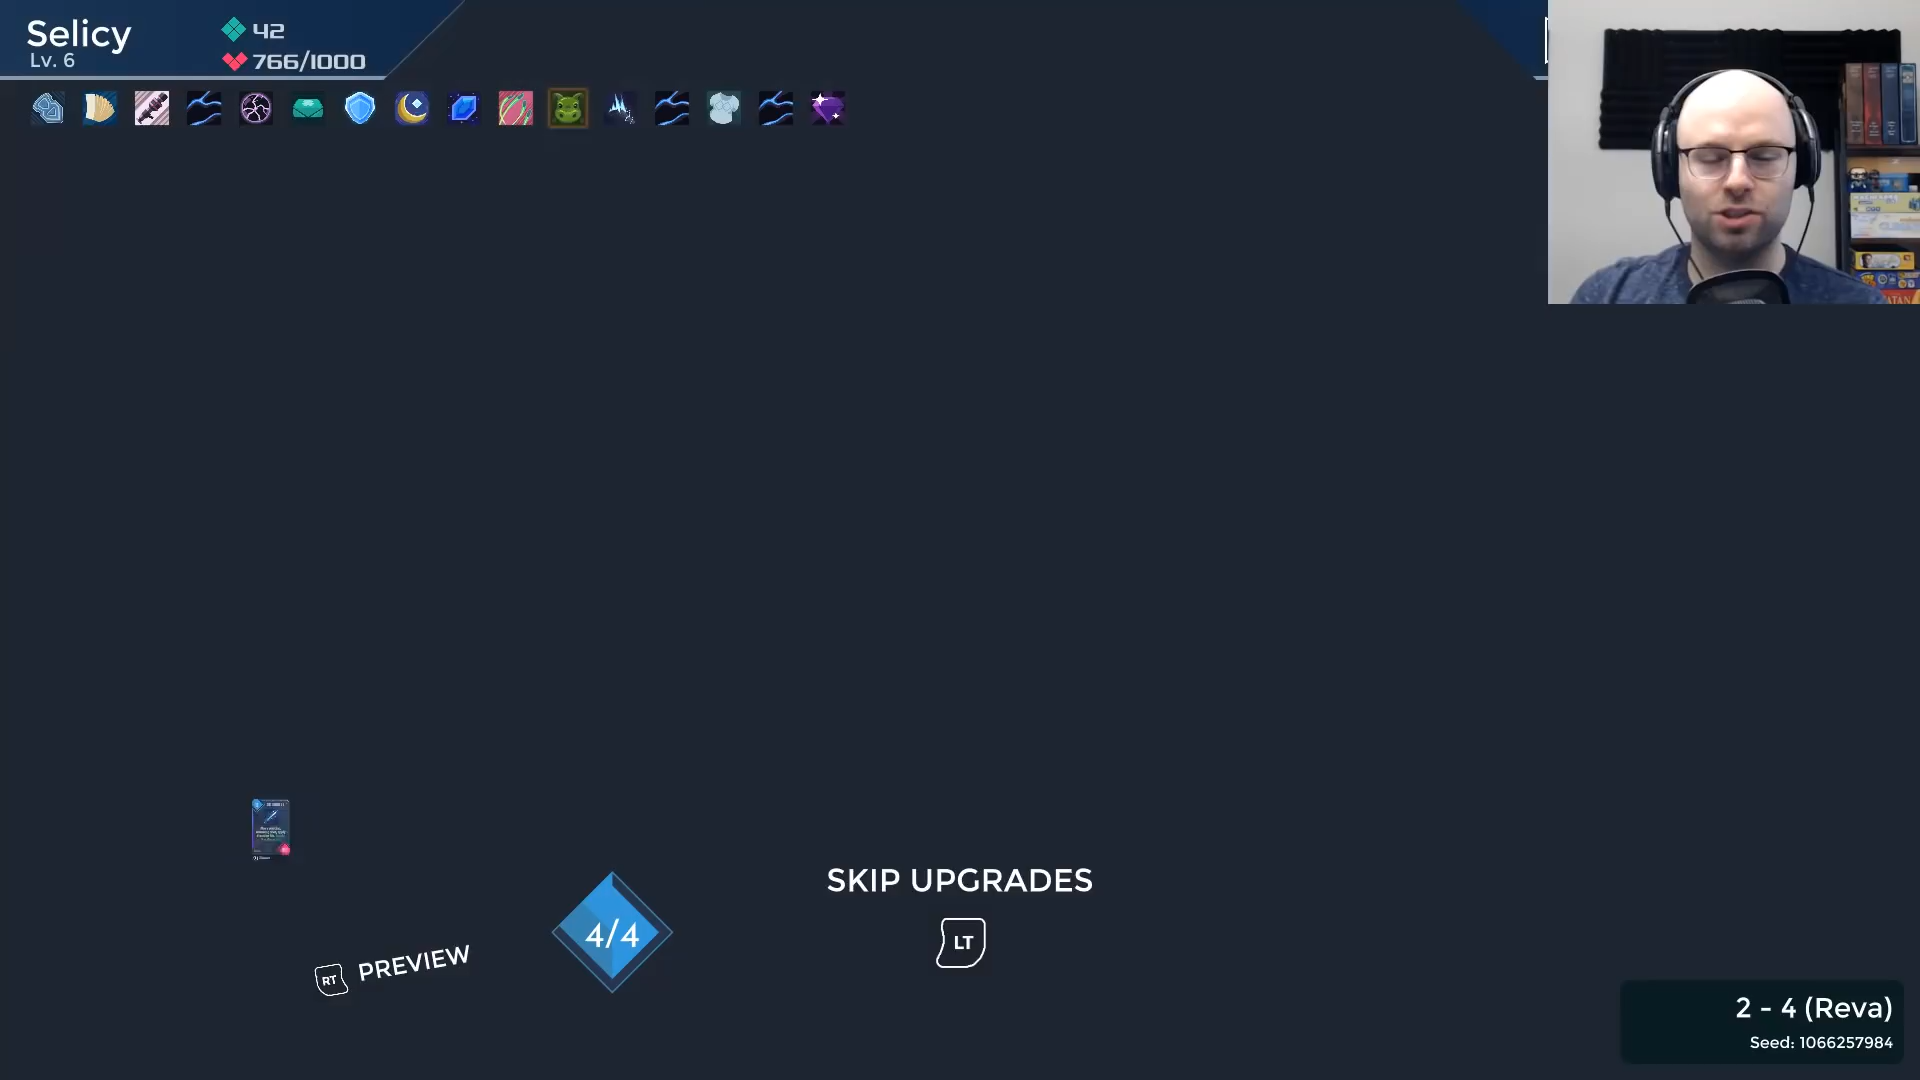 Selicy
Lv. 6
42
766/1000
4/4
SKIP UPGRADES
LT
RT PREVIEW
2 - 4 (Reva)
Seed: 1066257984